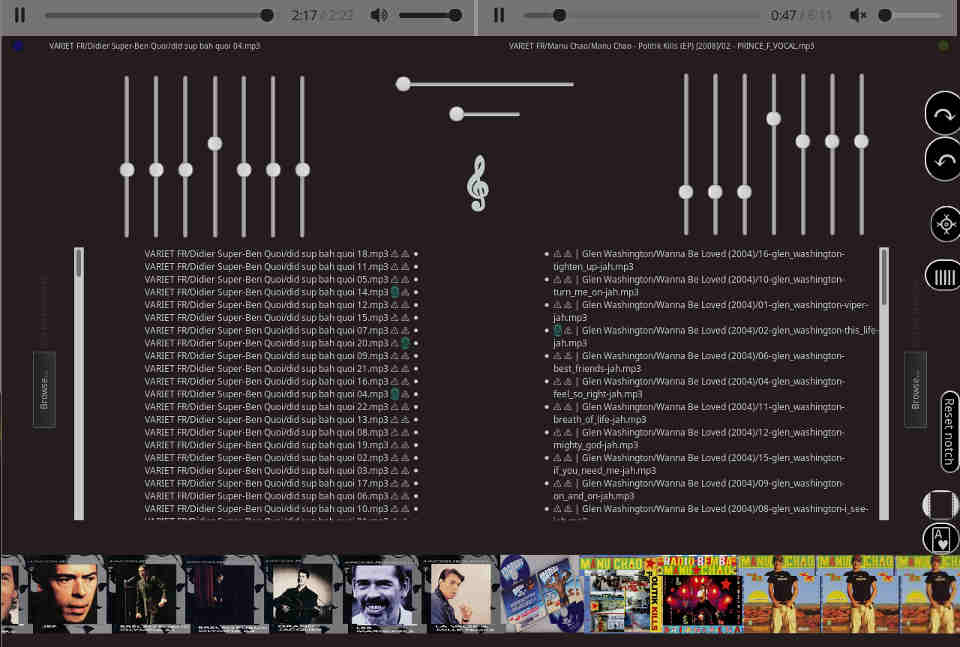 2:17 / 2:22
0:47 / 6:11
VARIET FR/Didier Super-Ben Quoi/did sup bah quoi 04.mp3
VARIET FR/Manu Chao/Manu Chao - Politik Kills (EP) [2008]/02 - PRINCE_F_VOCAL.mp3
VARIET FR/Didier Super-Ben Quoi/did sup bah quoi 18.mp3
VARIET FR/Didier Super-Ben Quoi/did sup bah quoi 11.mp3
VARIET FR/Didier Super-Ben Quoi/did sup bah quoi 05.mp3
VARIET FR/Didier Super-Ben Quoi/did sup bah quoi 14.mp3
VARIET FR/Didier Super-Ben Quoi/did sup bah quoi 12.mp3
VARIET FR/Didier Super-Ben Quoi/did sup bah quoi 15.mp3
VARIET FR/Didier Super-Ben Quoi/did sup bah quoi 07.mp3
VARIET FR/Didier Super-Ben Quoi/did sup bah quoi 20.mp3
VARIET FR/Didier Super-Ben Quoi/did sup bah quoi 09.mp3
VARIET FR/Didier Super-Ben Quoi/did sup bah quoi 21.mp3
VARIET FR/Didier Super-Ben Quoi/did sup bah quoi 16.mp3
VARIET FR/Didier Super-Ben Quoi/did sup bah quoi 04.mp3
VARIET FR/Didier Super-Ben Quoi/did sup bah quoi 22.mp3
VARIET FR/Didier Super-Ben Quoi/did sup bah quoi 13.mp3
VARIET FR/Didier Super-Ben Quoi/did sup bah quoi 08.mp3
VARIET FR/Didier Super-Ben Quoi/did sup bah quoi 19.mp3
VARIET FR/Didier Super-Ben Quoi/did sup bah quoi 02.mp3
VARIET FR/Didier Super-Ben Quoi/did sup bah quoi 03.mp3
VARIET FR/Didier Super-Ben Quoi/did sup bah quoi 17.mp3
VARIET FR/Didier Super-Ben Quoi/did sup bah quoi 06.mp3
VARIET FR/Didier Super-Ben Quoi/did sup bah quoi 10.mp3
| Glen Washington/Wanna Be Loved (2004)/16-glen_washington-
tighten_up-jah.mp3
| Glen Washington/Wanna Be Loved (2004)/10-glen_washington-
turn_me_on-jah.mp3
| Glen Washington/Wanna Be Loved (2004)/01-glen_washington-viper-
jah.mp3
| Glen Washington/Wanna Be Loved (2004)/02-glen_washington-this_life-
jah.mp3
| Glen Washington/Wanna Be Loved (2004)/06-glen_washington-
best_friends-jah.mp3
| Glen Washington/Wanna Be Loved (2004)/04-glen_washington-
feel_so_right-jah.mp3
| Glen Washington/Wanna Be Loved (2004)/11-glen_washington-
breath_of_life-jah.mp3
| Glen Washington/Wanna Be Loved (2004)/12-glen_washington-
mighty_god-jah.mp3
| Glen Washington/Wanna Be Loved (2004)/15-glen_washington-
if_you_need_me-jah.mp3
| Glen Washington/Wanna Be Loved (2004)/09-glen_washington-
on_and_on-jah.mp3
| Glen Washington/Wanna Be Loved (2004)/08-glen_washington-i_see-
Browse...
Browse...
Reset notch
A
MANU CHAO
POLITIK KILLS
RADIO BEMBA
MANU CHAO
MANU CHAO
MANU CHAO
MANU CHAO